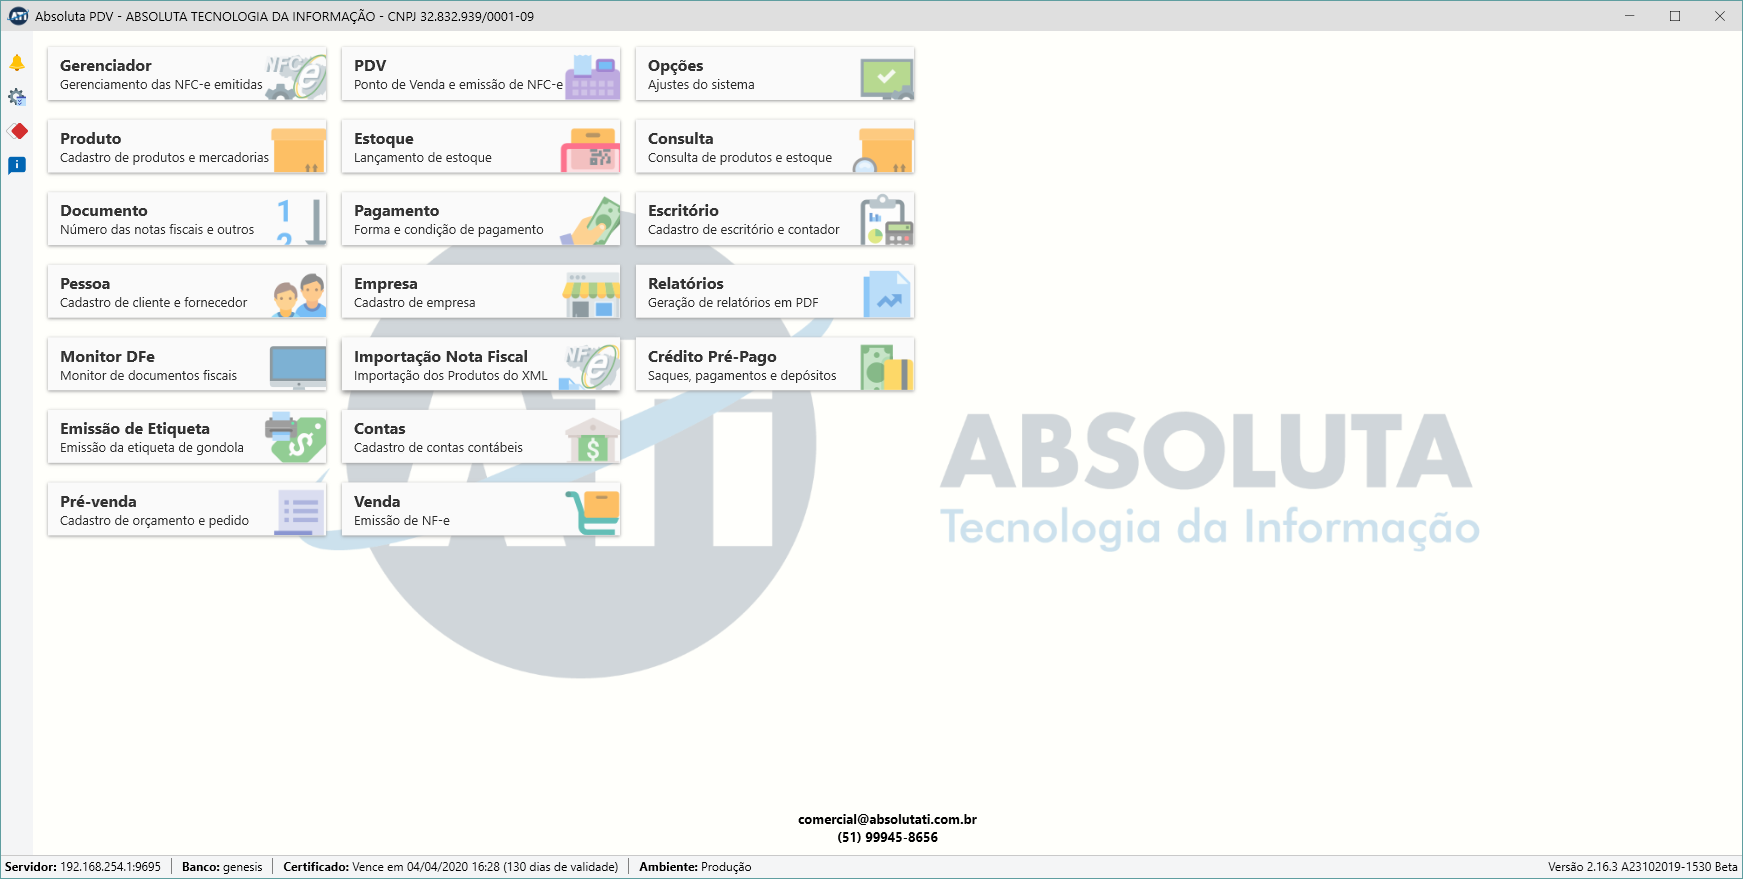 Absoluta PDV - ABSOLUTA TECNOLOGIA DA INFORMAÇÃO - CNPJ 32.832.939/0001-09
Gerenciador
Gerenciamento das NFC-e emitidas
NFC
PDV
Ponto de Venda e emissão de NFC-e
Opções
Ajustes do sistema
Produto
Cadastro de produtos e mercadorias
Estoque
Lançamento de estoque
Consulta
Consulta de produtos e estoque
Documento
Número das notas fiscais e outros
1
2
Pagamento
Forma e condição de pagamento
Escritório
Cadastro de escritório e contador
Pessoa
Cadastro de cliente e fornecedor
Empresa
Cadastro de empresa
Relatórios
Geração de relatórios em PDF
Monitor DFe
Monitor de documentos fiscais
Importação Nota Fiscal
Importação dos Produtos do XML
NF
Crédito Pré-Pago
Saques, pagamentos e depósitos
Emissão de Etiqueta
Emissão da etiqueta de gondola
Contas
Cadastro de contas contábeis
Pré-venda
Cadastro de orçamento e pedido
Venda
Emissão de NF-e
ATi
ABSOLUTA
Tecnologia da Informação
comercial@absolutati.com.br
(51) 99945-8656
Servidor: 192.168.254.1:9695 Banco: genesis Certificado: Vence em 04/04/2020 16:28 (130 dias de validade) Ambiente: Produção Versão 2.16.3 A23102019-1530 Beta